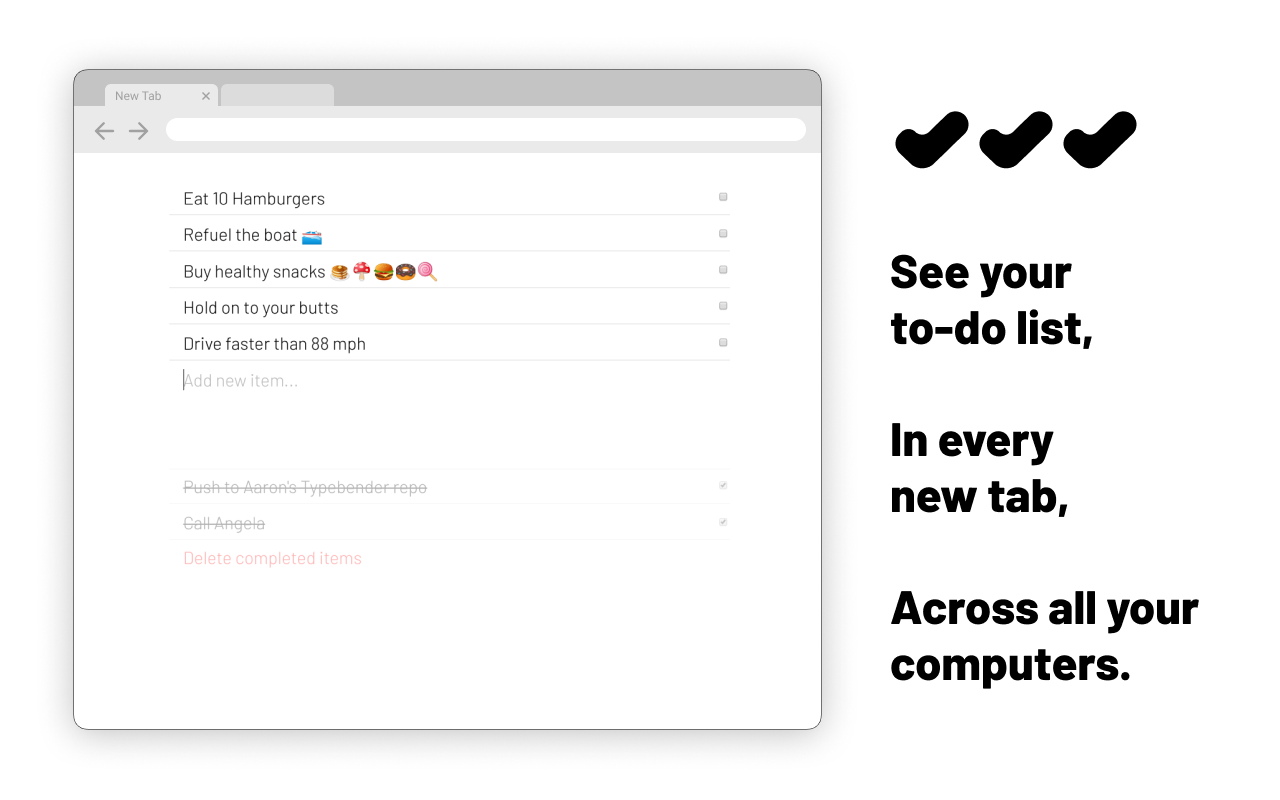 New Tab
Eat 10 Hamburgers
Refuel the boat 🚤
Buy healthy snacks 🥞🍄🍔🍩🍭
Hold on to your butts
Drive faster than 88 mph
Add new item...
Push to Aaron's Typebender repo
Call Angela
Delete completed items
See your
to-do list,
In every
new tab,
Across all your
computers.